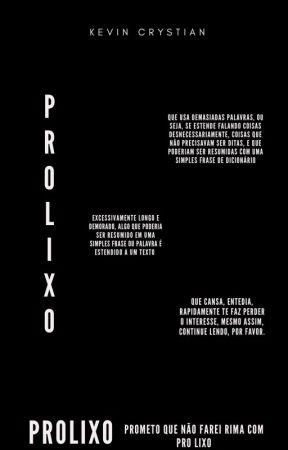 KEVIN CRYSTIAN
PROLIXO
QUE USA DEMASIADAS PALAVRAS, OU
SEJA, SE ESTENDE FALANDO COISAS
DESNECESSARIAMENTE, COISAS QUE
NÃO PRECISAVAM SER DITAS, E QUE
PODERIAM SER RESUMIDAS COM UMA
SIMPLES FRASE DE DICIONÁRIO
EXCESSIVAMENTE LONGO E
DEMORADO, ALGO QUE PODERIA
SER RESUMIDO EM UMA
SIMPLES FRASE OU PALAVRA É
ESTENDIDO A UM TEXTO
QUE CANSA, ENTEDIA,
RAPIDAMENTE TE FAZ PERDER
O INTERESSE, MESMO ASSIM,
CONTINUE LENDO, POR FAVOR.
PROLIXO
PROMETO QUE NÃO FAREI RIMA COM
PRO LIXO